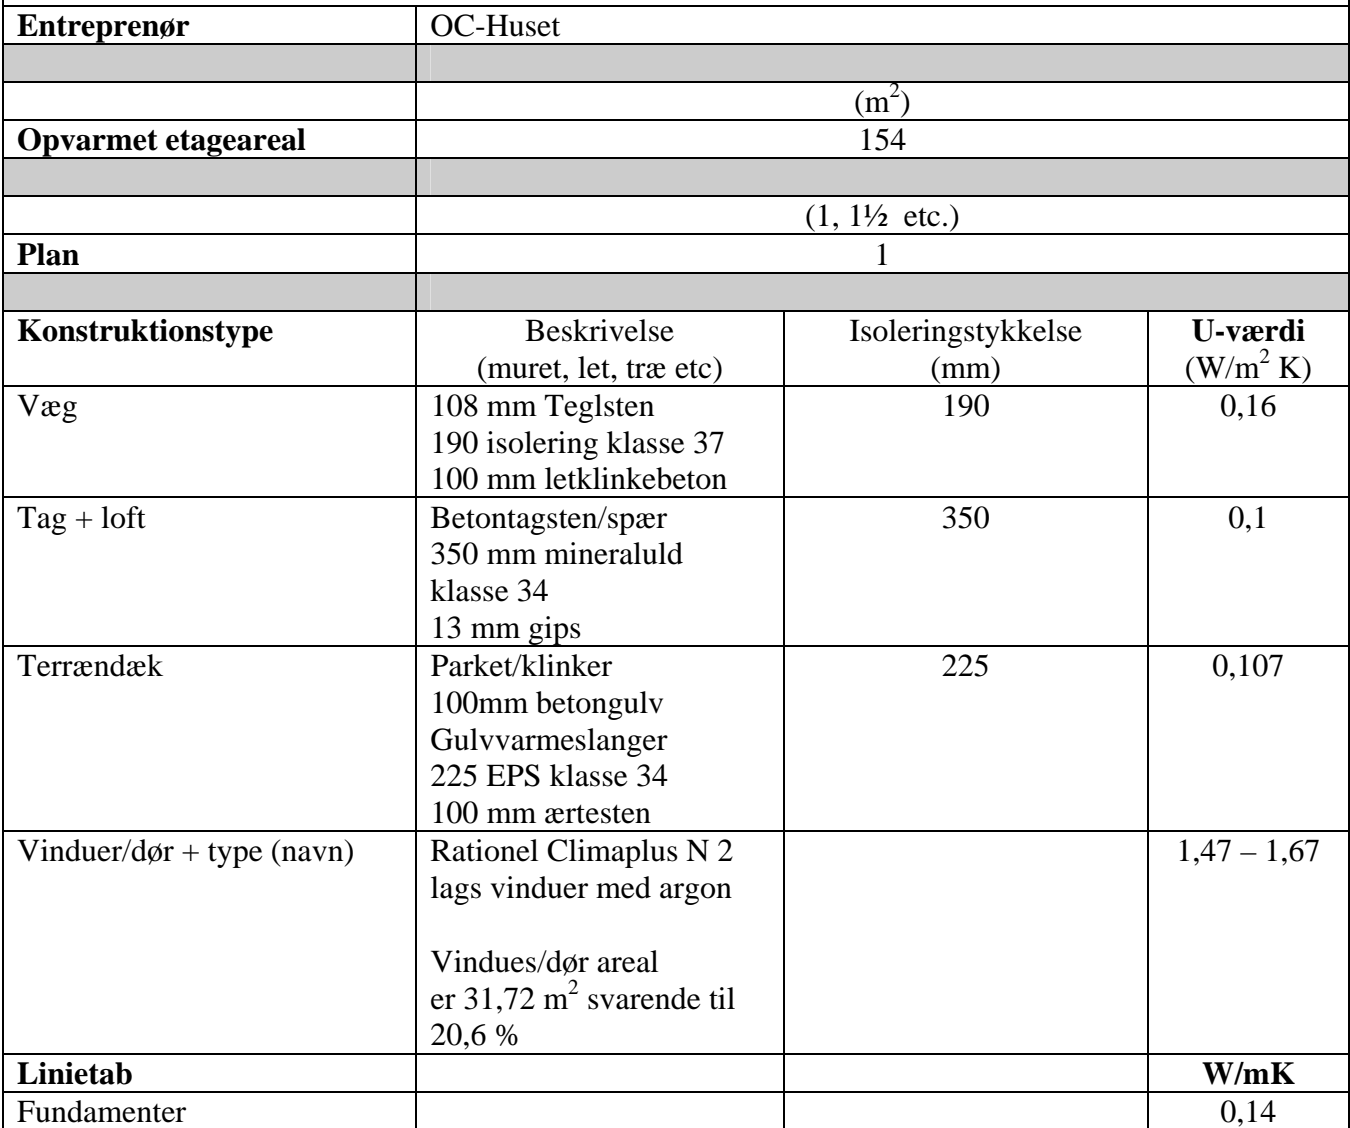 Entreprenør OC-Huset
(m²)
Opvarmet etageareal 154
(1, 1½ etc.)
Plan 1
Konstruktionstype Beskrivelse Isoleringstykkelse U-værdi
(muret, let, træ etc) (mm) (W/m² K)
Væg 108 mm Teglsten 190 0,16
190 isolering klasse 37
100 mm letklinkebeton
Tag + loft Betontagsten/spær 350 0,1
350 mm mineraluld
klasse 34
13 mm gips
Terrændæk Parket/klinker 225 0,107
100mm betongulv
Gulvvarmeslanger
225 EPS klasse 34
100 mm ærtesten
Vinduer/dør + type (navn) Rationel Climaplus N 2 1,47 – 1,67
lags vinduer med argon
Vindues/dør areal
er 31,72 m² svarende til
20,6 %
Linietab W/mK
Fundamenter 0,14